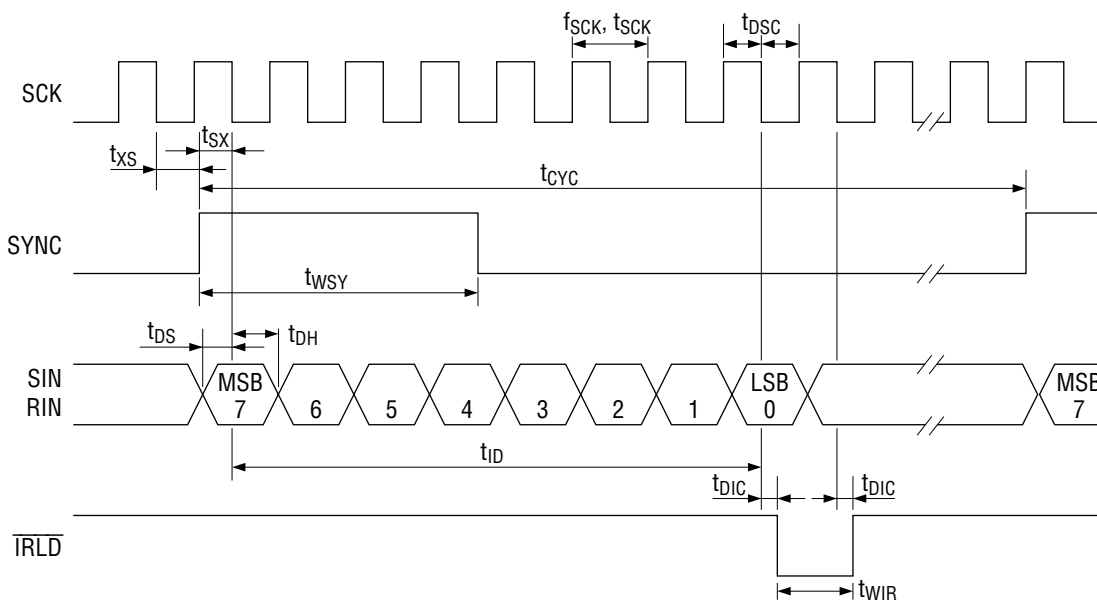 fSCK, tSCK
tDSC
SCK
tSX
tXS
tCYC
SYNC
tWSY
tDS
tDH
SIN
RIN
MSB
7
6
5
4
3
2
1
LSB
0
MSB
7
tID
tDIC
tDIC
IRLD
tWIR